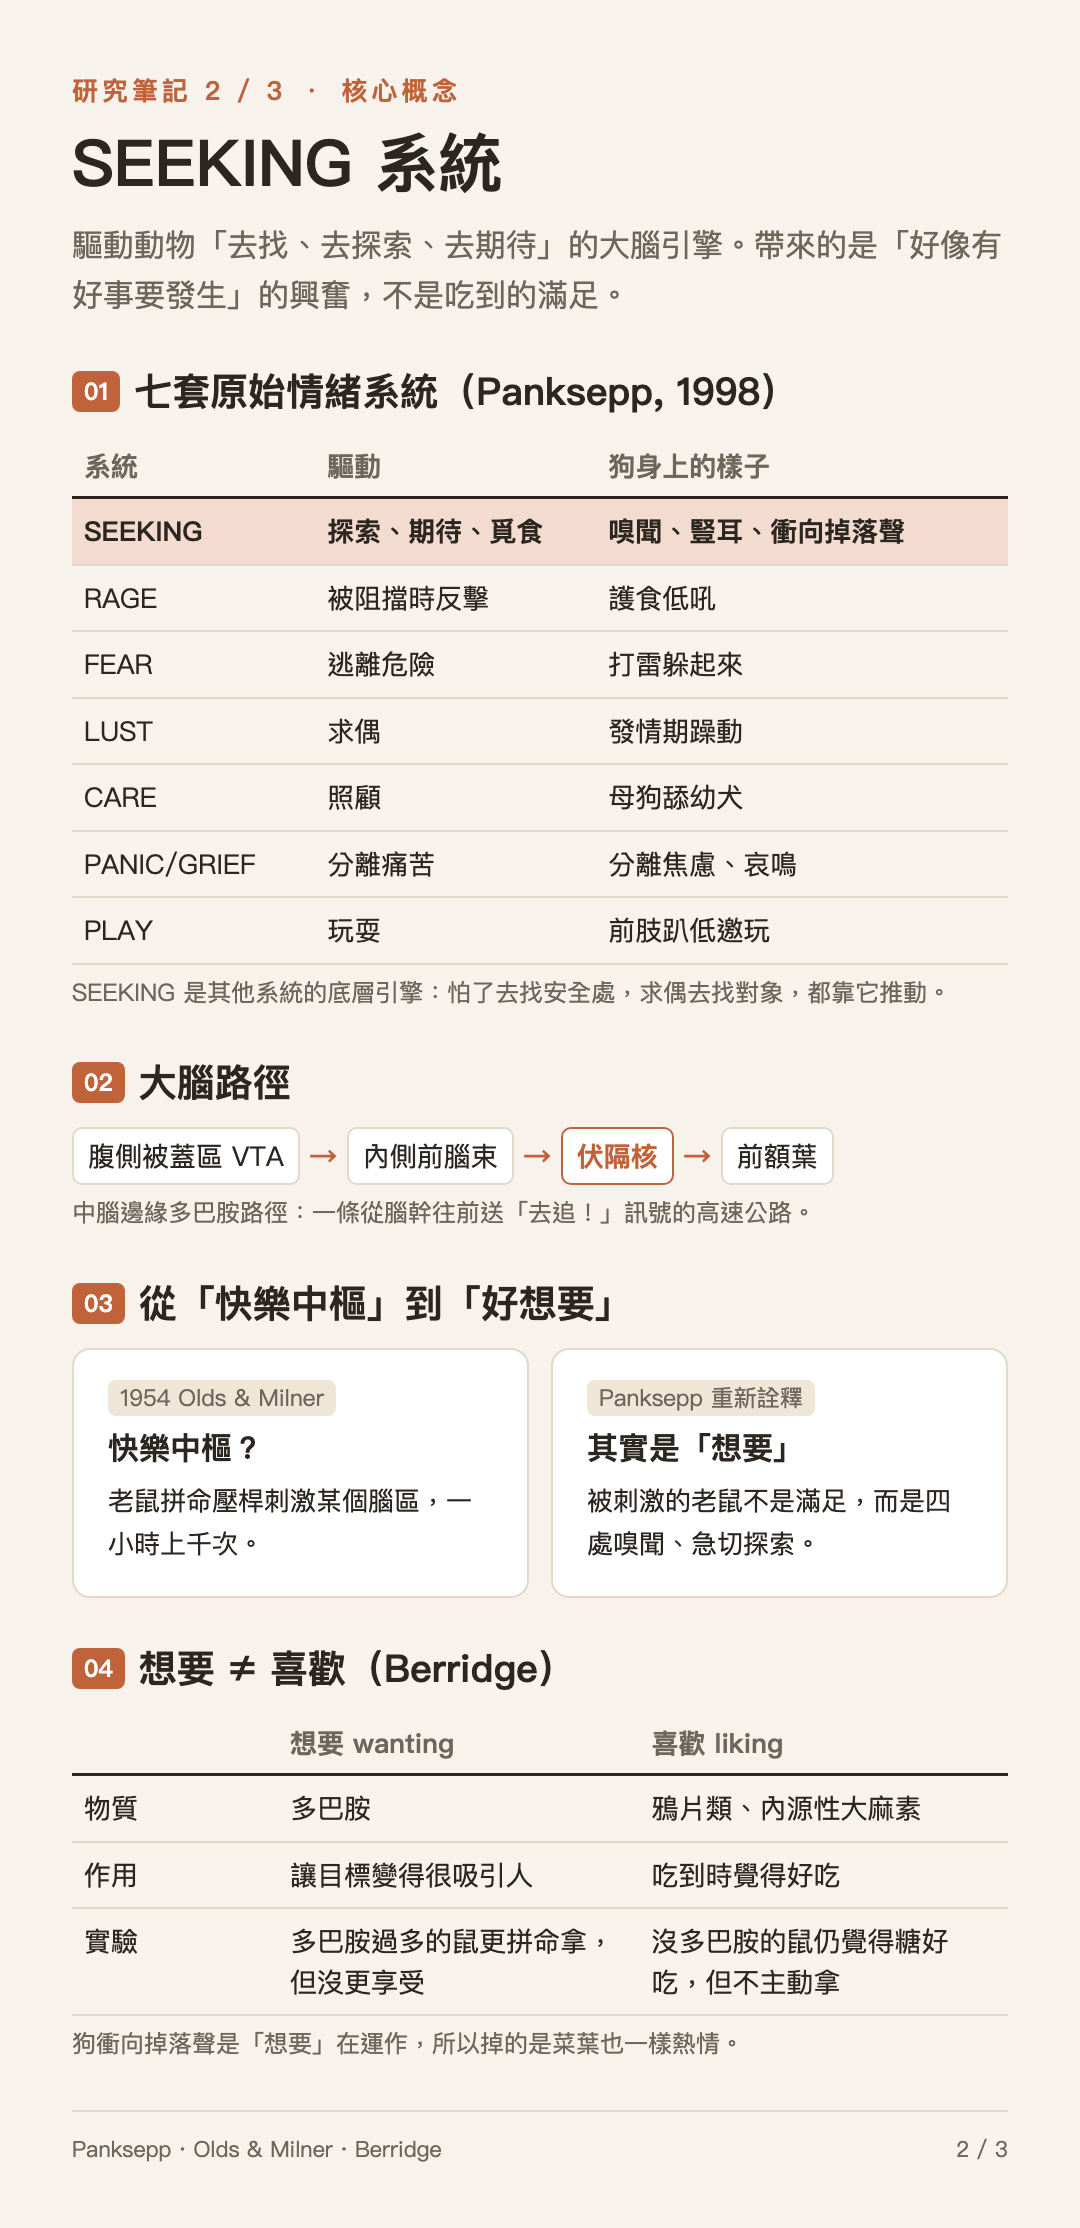 研究筆記 2 / 3 · 核心概念
SEEKING 系統
驅動動物「去找、去探索、去期待」的大腦引擎。帶來的是「好像有
好事要發生」的興奮，不是吃到的滿足。
01 七套原始情緒系統（Panksepp, 1998）
系統 驅動 狗身上的樣子
SEEKING 探索、期待、覓食 嗅聞、豎耳、衝向掉落聲
RAGE 被阻擋時反擊 護食低吼
FEAR 逃離危險 打雷躲起來
LUST 求偶 發情期躁動
CARE 照顧 母狗舔幼犬
PANIC/GRIEF 分離痛苦 分離焦慮、哀鳴
PLAY 玩耍 前肢趴低邀玩
SEEKING 是其他系統的底層引擎：怕了去找安全處，求偶去找對象，都靠它推動。
02 大腦路徑
腹側被蓋區 VTA → 內側前腦束 → 伏隔核 → 前額葉
中腦邊緣多巴胺路徑：一條從腦幹往前送「去追！」訊號的高速公路。
03 從「快樂中樞」到「好想要」
1954 Olds & Milner
快樂中樞？
老鼠拼命壓桿刺激某個腦區，一
小時上千次。
Panksepp 重新詮釋
其實是「想要」
被刺激的老鼠不是滿足，而是四
處嗅聞、急切探索。
04 想要 ≠ 喜歡（Berridge）
想要 wanting 喜歡 liking
物質 多巴胺 鴉片類、內源性大麻素
作用 讓目標變得很吸引人 吃到時覺得好吃
實驗 多巴胺過多的鼠更拼命拿， 沒多巴胺的鼠仍覺得糖好
但沒更享受 吃，但不主動拿
狗衝向掉落聲是「想要」在運作，所以掉的是菜葉也一樣熱情。
Panksepp · Olds & Milner · Berridge 2 / 3